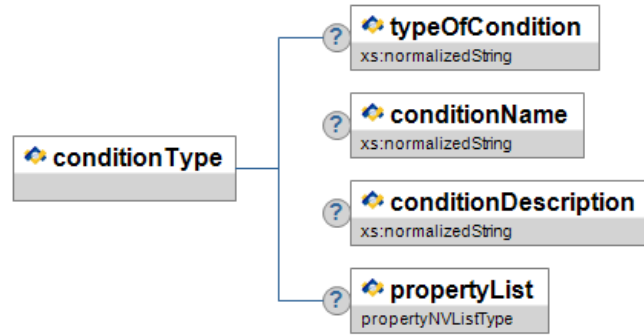 ?
typeOfCondition
xs:normalizedString
?
conditionName
xs:normalizedString
conditionType
?
conditionDescription
xs:normalizedString
?
propertyList
propertyNVListType